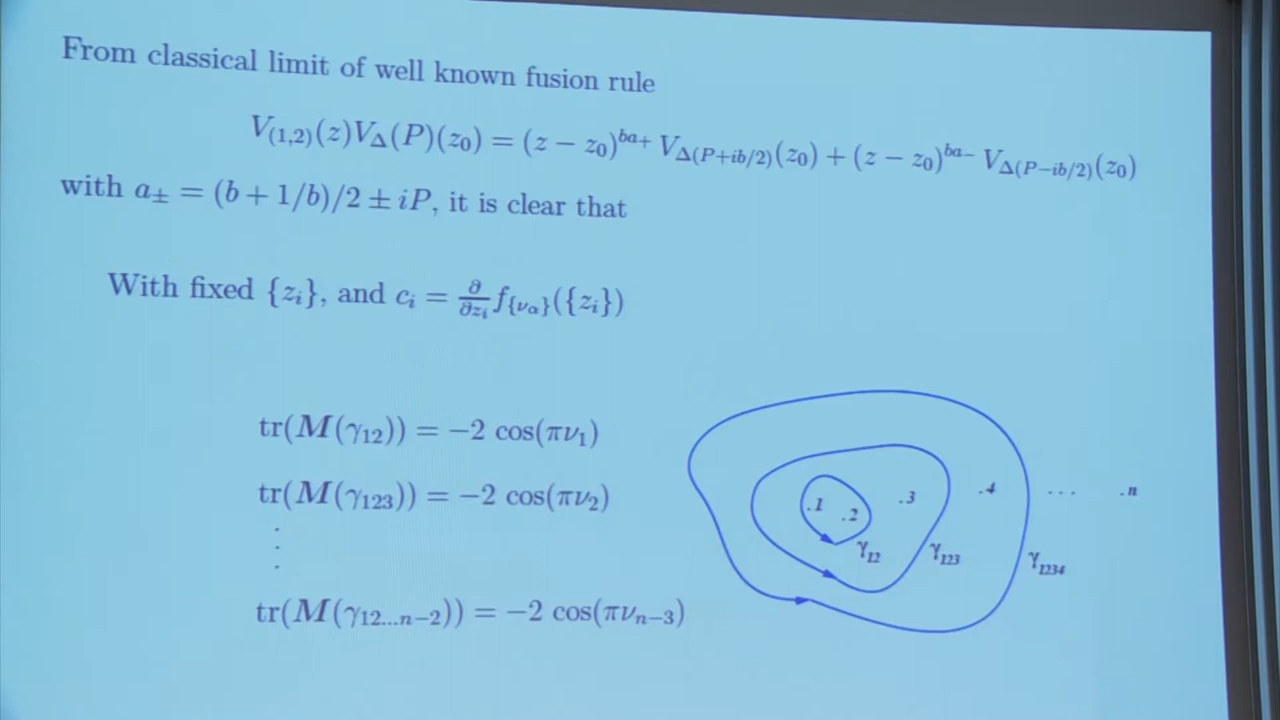 From classical limit of well known fusion rule
V_{(1,2)}(z)V_Δ(P)(z_0) = (z − z_0)^{ba_+} V_{Δ(P+ib/2)}(z_0) + (z − z_0)^{ba_−} V_{Δ(P−ib/2)}(z_0)
with a_± = (b + 1/b)/2 ± iP, it is clear that
With fixed {z_i}, and c_i = ∂/∂z_i f_{{ν_α}}({z_i})
tr(M(γ_{12})) = −2 cos(πν_1)
tr(M(γ_{123})) = −2 cos(πν_2)
⋮
tr(M(γ_{12...n−2})) = −2 cos(πν_{n−3})
.1 .2 .3 .4 ... .n
γ_{12} γ_{123} γ_{1234}